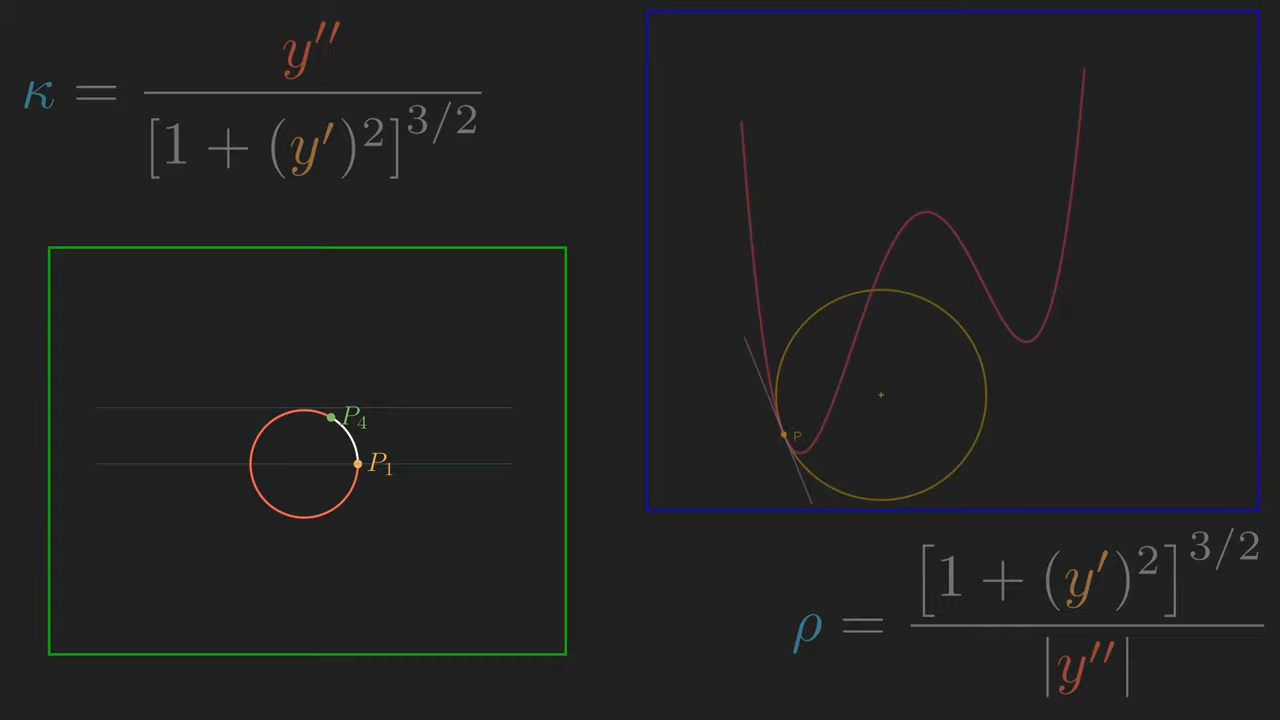 κ = y′′ / [1 + (y′)²]^{3/2}
P₄
P₁
P
ρ = [1 + (y′)²]^{3/2} / |y′′|